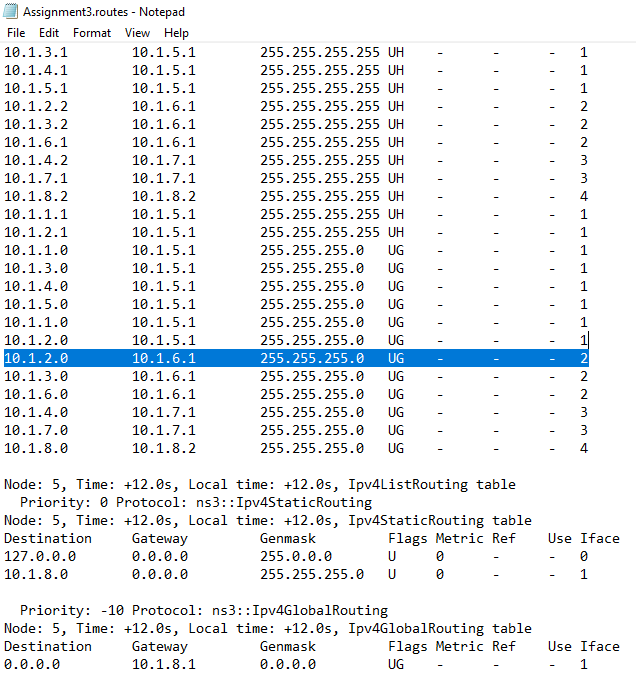 Assignment3.routes - Notepad
File Edit Format View Help
10.1.3.1 10.1.5.1 255.255.255.255 UH - - - 1
10.1.4.1 10.1.5.1 255.255.255.255 UH - - - 1
10.1.5.1 10.1.5.1 255.255.255.255 UH - - - 1
10.1.2.2 10.1.6.1 255.255.255.255 UH - - - 2
10.1.3.2 10.1.6.1 255.255.255.255 UH - - - 2
10.1.6.1 10.1.6.1 255.255.255.255 UH - - - 2
10.1.4.2 10.1.7.1 255.255.255.255 UH - - - 3
10.1.7.1 10.1.7.1 255.255.255.255 UH - - - 3
10.1.8.2 10.1.8.2 255.255.255.255 UH - - - 4
10.1.1.1 10.1.5.1 255.255.255.255 UH - - - 1
10.1.2.1 10.1.5.1 255.255.255.255 UH - - - 1
10.1.1.0 10.1.5.1 255.255.255.0 UG - - - 1
10.1.3.0 10.1.5.1 255.255.255.0 UG - - - 1
10.1.4.0 10.1.5.1 255.255.255.0 UG - - - 1
10.1.5.0 10.1.5.1 255.255.255.0 UG - - - 1
10.1.1.0 10.1.5.1 255.255.255.0 UG - - - 1
10.1.2.0 10.1.5.1 255.255.255.0 UG - - - 1
10.1.2.0 10.1.6.1 255.255.255.0 UG - - - 2
10.1.3.0 10.1.6.1 255.255.255.0 UG - - - 2
10.1.6.0 10.1.6.1 255.255.255.0 UG - - - 2
10.1.4.0 10.1.7.1 255.255.255.0 UG - - - 3
10.1.7.0 10.1.7.1 255.255.255.0 UG - - - 3
10.1.8.0 10.1.8.2 255.255.255.0 UG - - - 4
Node: 5, Time: +12.0s, Local time: +12.0s, Ipv4ListRouting table
Priority: 0 Protocol: ns3::Ipv4StaticRouting
Node: 5, Time: +12.0s, Local time: +12.0s, Ipv4StaticRouting table
Destination Gateway Genmask Flags Metric Ref Use Iface
127.0.0.0 0.0.0.0 255.0.0.0 U 0 - - 0
10.1.8.0 0.0.0.0 255.255.255.0 U 0 - - 1
Priority: -10 Protocol: ns3::Ipv4GlobalRouting
Node: 5, Time: +12.0s, Local time: +12.0s, Ipv4GlobalRouting table
Destination Gateway Genmask Flags Metric Ref Use Iface
0.0.0.0 10.1.8.1 0.0.0.0 UG - - - 1